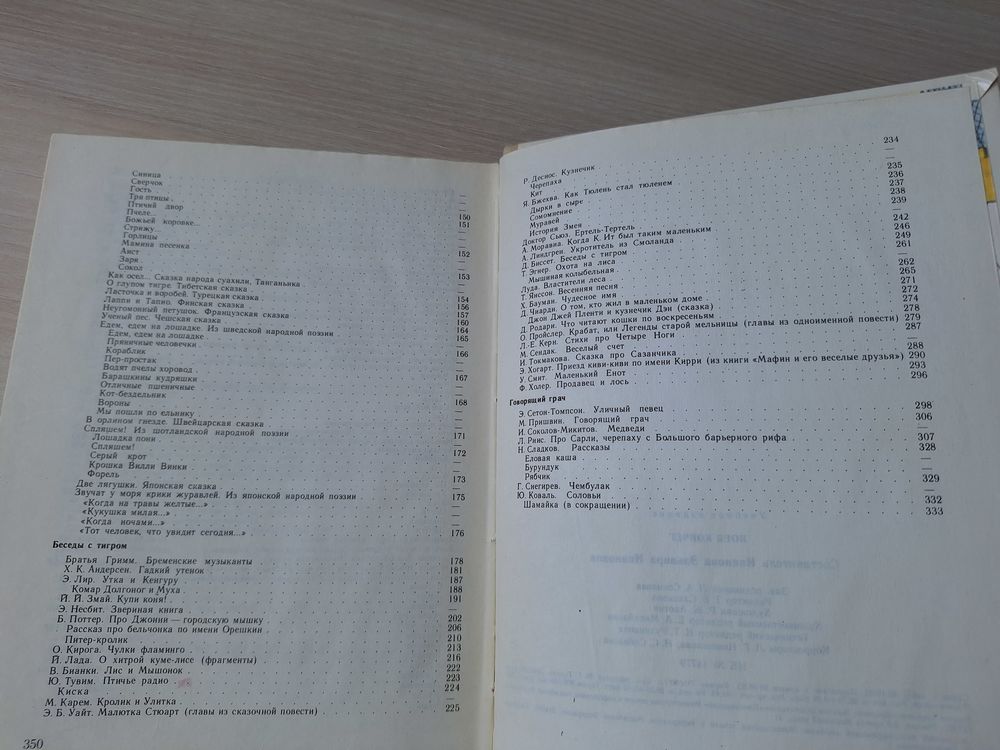 Синица
Сверчок
Гость
Три птицы
Птичий двор
Пчеле... 150
Божьей коровке... 151
Стрижу —
Горлицы —
Мамина песенка —
Аист 152
Заря —
Сокол —
Как осел... Сказка народа суахили, Танганьика 153
О глупом тигре. Тибетская сказка
Ласточка и воробей. Турецкая сказка 154
Лаппи и Тапио. Финская сказка 156
Неугомонный петушок. Французская сказка 157
Ученый пес. Чешская сказка 160
Едем, едем на лошадке. Из шведской народной поэзии 164
Едем, едем на лошадке 165
Пряничные человечки —
Кораблик 166
Пер-простак —
Водят пчелы хоровод —
Барашкины кудряшки 167
Отличные пшеничные —
Кот-бездельник —
Вороны 168
Мы пошли по ельнику —
В орлином гнезде. Швейцарская сказка —
Спляшем! Из шотландской народной поэзии
Лошадка пони 171
Спляшем! —
Серый крот 172
Крошка Вилли Винки —
Форель —
Две лягушки. Японская сказка 173
Звучат у моря крики журавлей. Из японской народной поэзии 175
«Когда на травы желтые...» —
«Кукушка милая...» —
«Когда ночами...» —
«Тот человек, что увидит сегодня...» 176
Беседы с тигром
Братья Гримм. Бременские музыканты 178
Х. К. Андерсен. Гадкий утенок 181
Э. Лир. Утка и Кенгуру 187
Комар Долгоног и Муха 188
Й. Й. Змай. Купи коня! 191
Э. Несбит. Звериная книга —
Б. Поттер. Про Джонни — городскую мышку 202
Рассказ про бельчонка по имени Орешкин 206
Питер-кролик 210
О. Кирога. Чулки фламинго 213
Й. Лада. О хитрой куме-лисе (фрагменты) 216
В. Бианки. Лис и Мышонок 222
Ю. Тувим. Птичье радио 223
Киска 224
М. Карем. Кролик и Улитка —
Э. Б. Уайт. Малютка Стюарт (главы из сказочной повести) 225
350
Р. Деснос. Кузнечик 234
Черепаха —
Кит —
Я. Бжехва. Как Тюлень стал тюленем 235
Дырки в сыре 236
Сомомнение 237
Муравей 238
История Змея 239
Доктор Сьюз. Ертель-Тертель —
А. Моравиа. Когда К. Ит был таким маленьким 242
А. Линдгрен. Укротитель из Смоланда 246
Д. Биссет. Беседы с тигром 249
Т. Эгнер. Охота на лиса 261
Мышиная колыбельная —
Луда. Властители леса 262
Т. Янссон. Весенняя песня 265
Х. Бауман. Чудесное имя 271
Д. Чиарди. О том, кто жил в маленьком доме 272
Джон Джей Пленти и кузнечик Дэн (сказка) 274
Д. Родари. Что читают кошки по воскресеньям 278
О. Пройслер. Крабат, или Легенды старой мельницы (главы из одноименной повести) 279
Л.-Е. Керн. Стихи про Четыре Ноги 287
М. Сендак. Веселый счет —
И. Токмакова. Сказка про Сазанчика 288
Э. Хогарт. Приезд киви-киви по имени Кирри (из книги «Мафин и его веселые друзья») 290
У. Смит. Маленький Енот 293
Ф. Холер. Продавец и лось 296
Говорящий грач
Э. Сетон-Томпсон. Уличный певец 298
М. Пришвин. Говорящий грач 306
И. Соколов-Микитов. Медведи —
Л. Риис. Про Сарли, черепаху с Большого барьерного рифа 307
Н. Сладков. Рассказы 328
Еловая каша —
Бурундук —
Рябчик —
Г. Снегирев. Чембулак 329
Ю. Коваль. Соловьи 332
Шамайка (в сокращении) 333